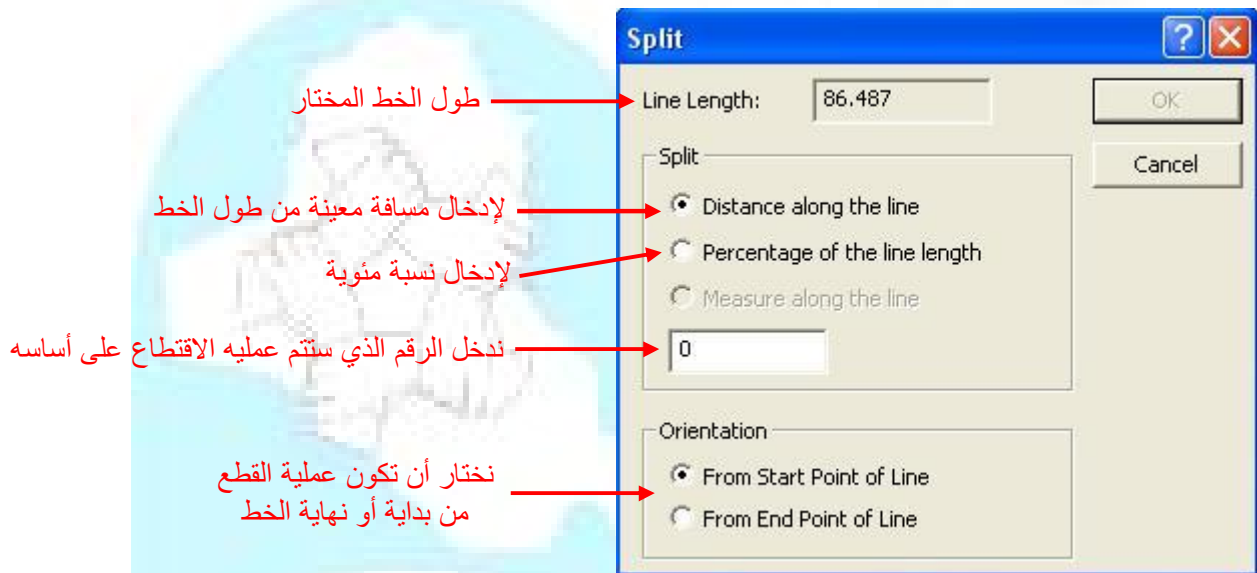 Split
طول الخط المختار
Line Length:
86.487
OK
Split
Cancel
لإدخال مسافة معينة من طول الخط
Distance along the line
لإدخال نسبة مئوية
Percentage of the line length
Measure along the line
ندخل الرقم الذي ستتم عمليه الاقتطاع على أساسه
0
Orientation
نختار أن تكون عملية القطع
من بداية أو نهاية الخط
From Start Point of Line
From End Point of Line